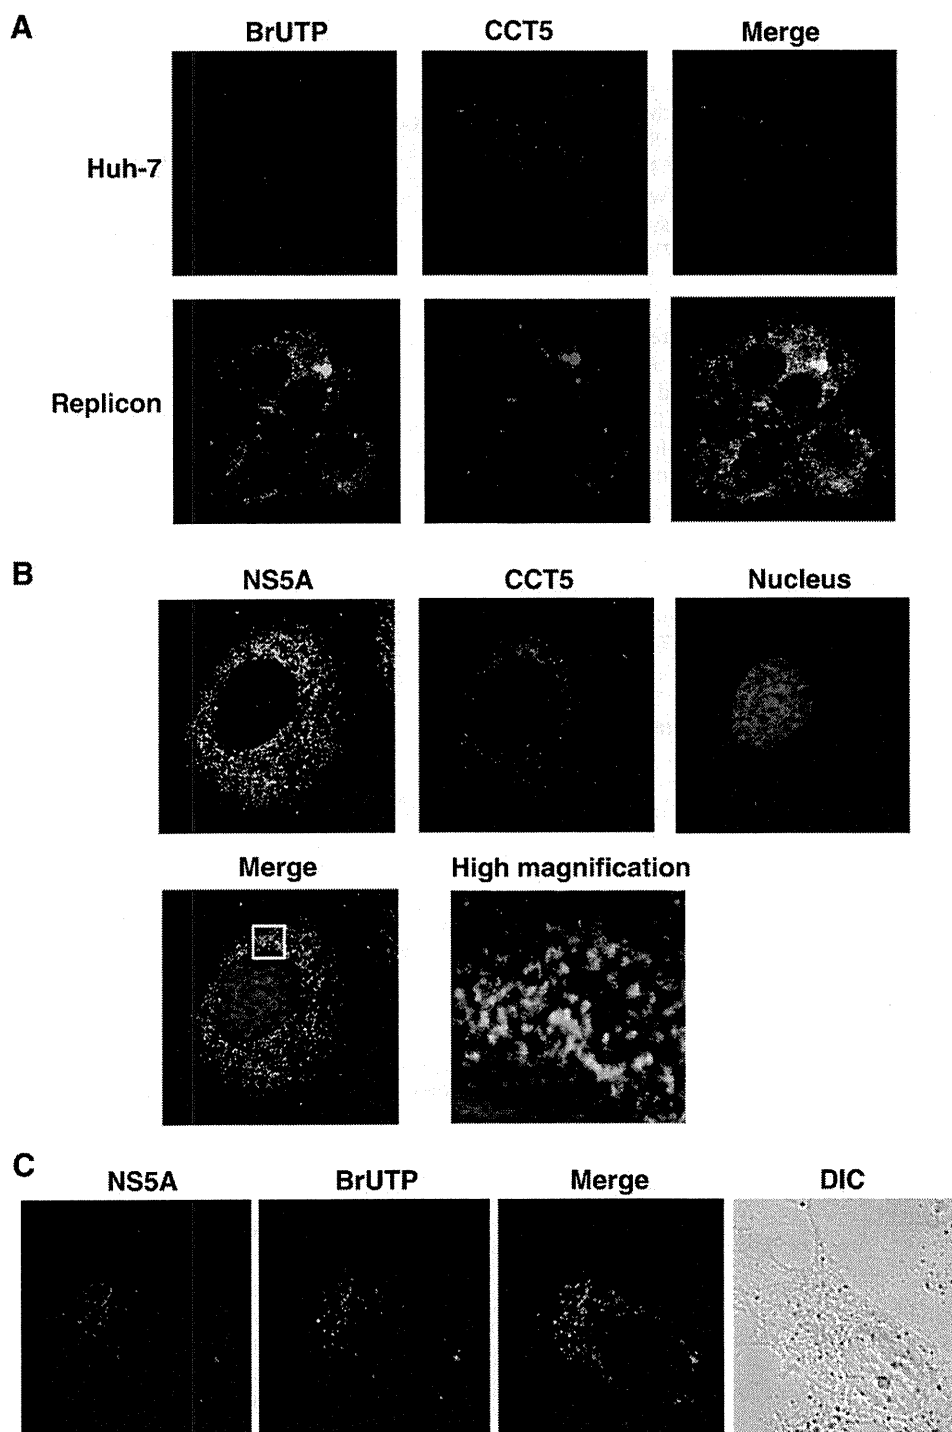 A
BrUTP CCT5 Merge
Huh-7
Replicon
B
NS5A CCT5 Nucleus
Merge High magnification
C
NS5A BrUTP Merge DIC